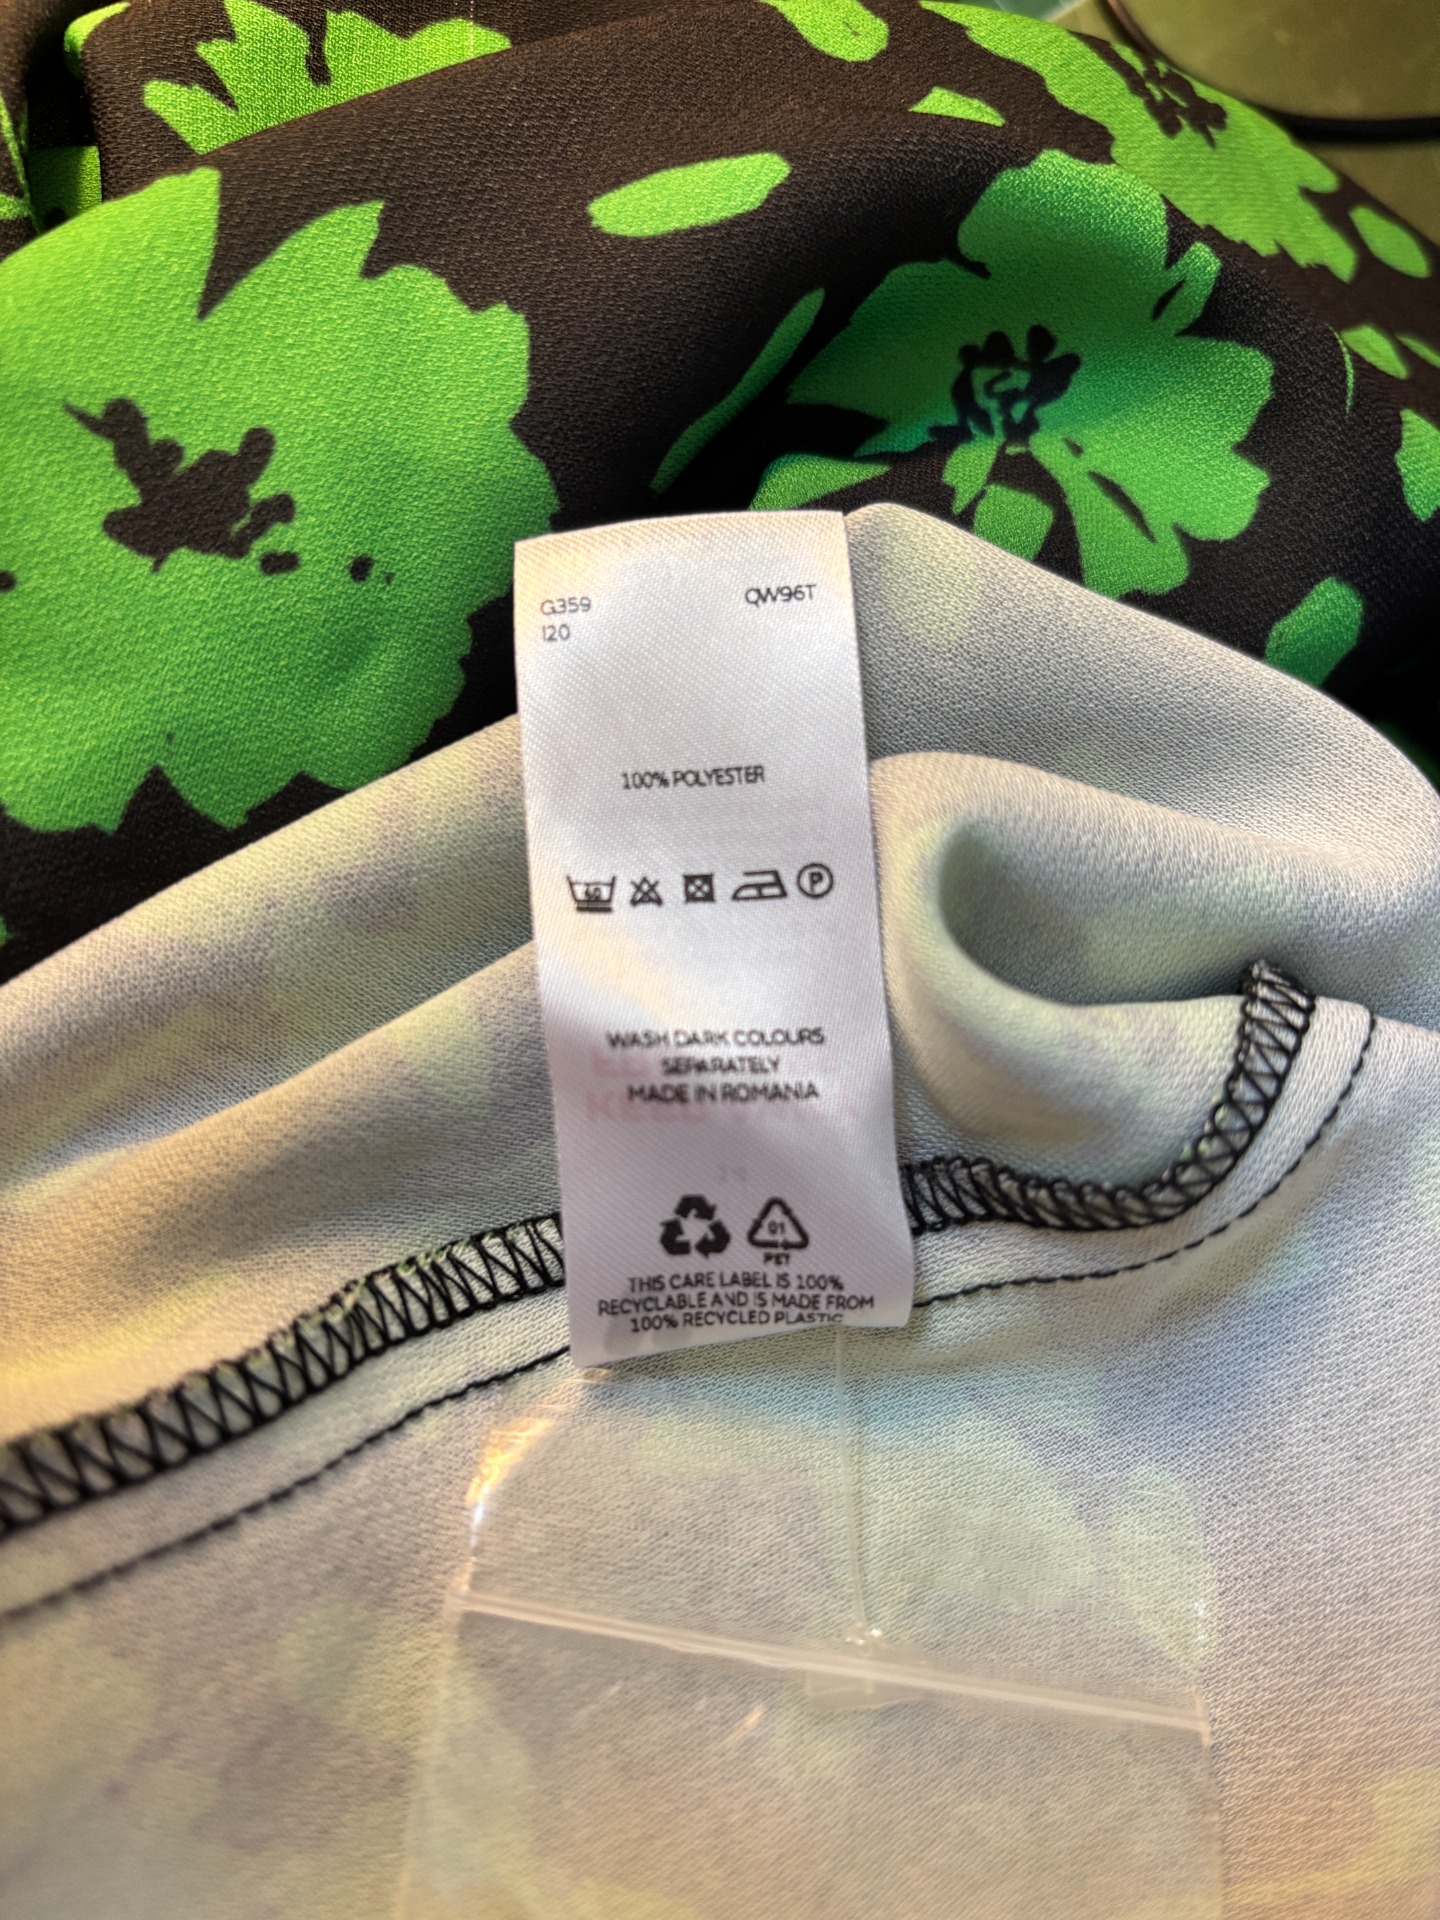 G359 QW96T
120
100% POLYESTER
40
P
WASH DARK COLOURS
SEPARATELY
MADE IN ROMANIA
01
PET
THIS CARE LABEL IS 100%
RECYCLABLE AND IS MADE FROM
100% RECYCLED PLASTIC